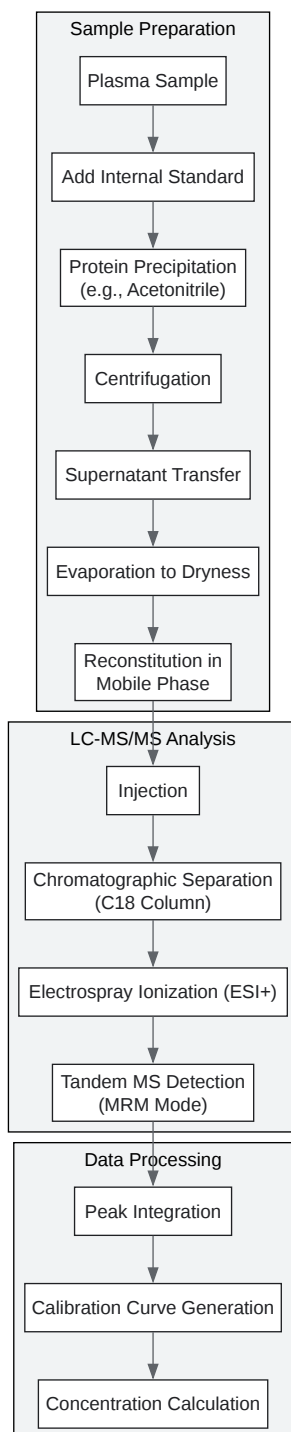 Sample Preparation
Plasma Sample
Add Internal Standard
Protein Precipitation
(e.g., Acetonitrile)
Centrifugation
Supernatant Transfer
Evaporation to Dryness
Reconstitution in
Mobile Phase
LC-MS/MS Analysis
Injection
Chromatographic Separation
(C18 Column)
Electrospray Ionization (ESI+)
Tandem MS Detection
(MRM Mode)
Data Processing
Peak Integration
Calibration Curve Generation
Concentration Calculation